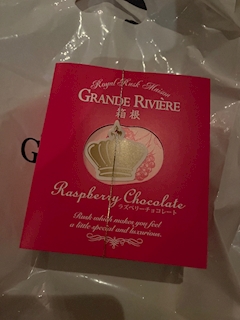 Royal Rusk Maison
GRANDE RIVIÈRE
箱根
Raspberry Chocolate
ラズベリーチョコレート
Rusk which makes you feel
a little special and luxurious.
G